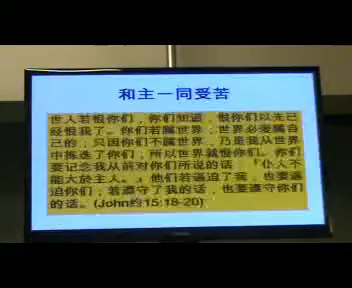 和主一同受苦
世人若恨你们，你们知道，恨你们以先已
经恨我了。你们若属世界，世界必爱属自
己的，只因你们不属世界，乃是我从世界
中拣选了你们，所以世界就恨你们。你们
要记念我从前对你们所说的话：「仆人不
能大於主人。」他们若逼迫了我，也要逼
迫你们；若遵守了我的话，也要遵守你们
的话。(John约15:18-20)